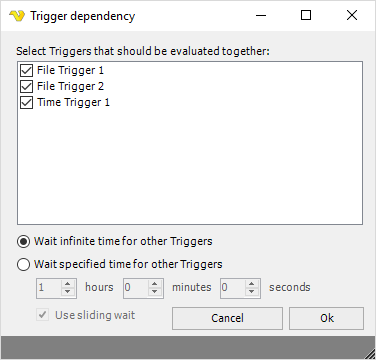 Trigger dependency
Select Triggers that should be evaluated together:
File Trigger 1
File Trigger 2
Time Trigger 1
Wait infinite time for other Triggers
Wait specified time for other Triggers
1 hours 0 minutes 0 seconds
Use sliding wait Cancel Ok